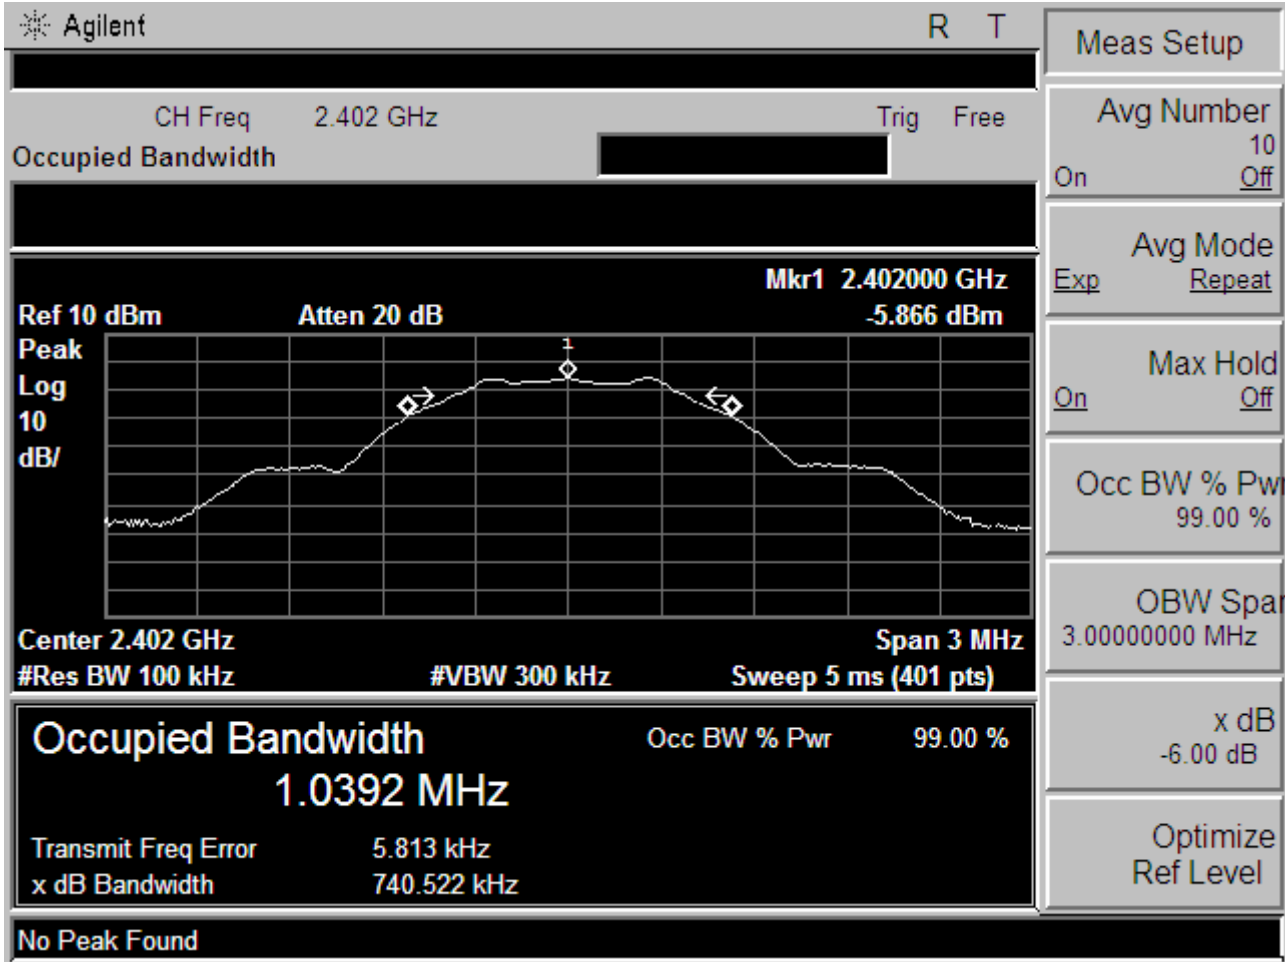 Agilent R T
CH Freq 2.402 GHz Trig Free
Occupied Bandwidth
Mkr1 2.402000 GHz
Ref 10 dBm Atten 20 dB -5.866 dBm
Peak
Log
10
dB/
1
Center 2.402 GHz Span 3 MHz
#Res BW 100 kHz #VBW 300 kHz Sweep 5 ms (401 pts)
Occupied Bandwidth Occ BW % Pwr 99.00 %
1.0392 MHz
Transmit Freq Error 5.813 kHz
x dB Bandwidth 740.522 kHz
No Peak Found
Meas Setup
Avg Number
10
On Off
Avg Mode
Exp Repeat
Max Hold
On Off
Occ BW % Pwr
99.00 %
OBW Span
3.00000000 MHz
x dB
-6.00 dB
Optimize
Ref Level